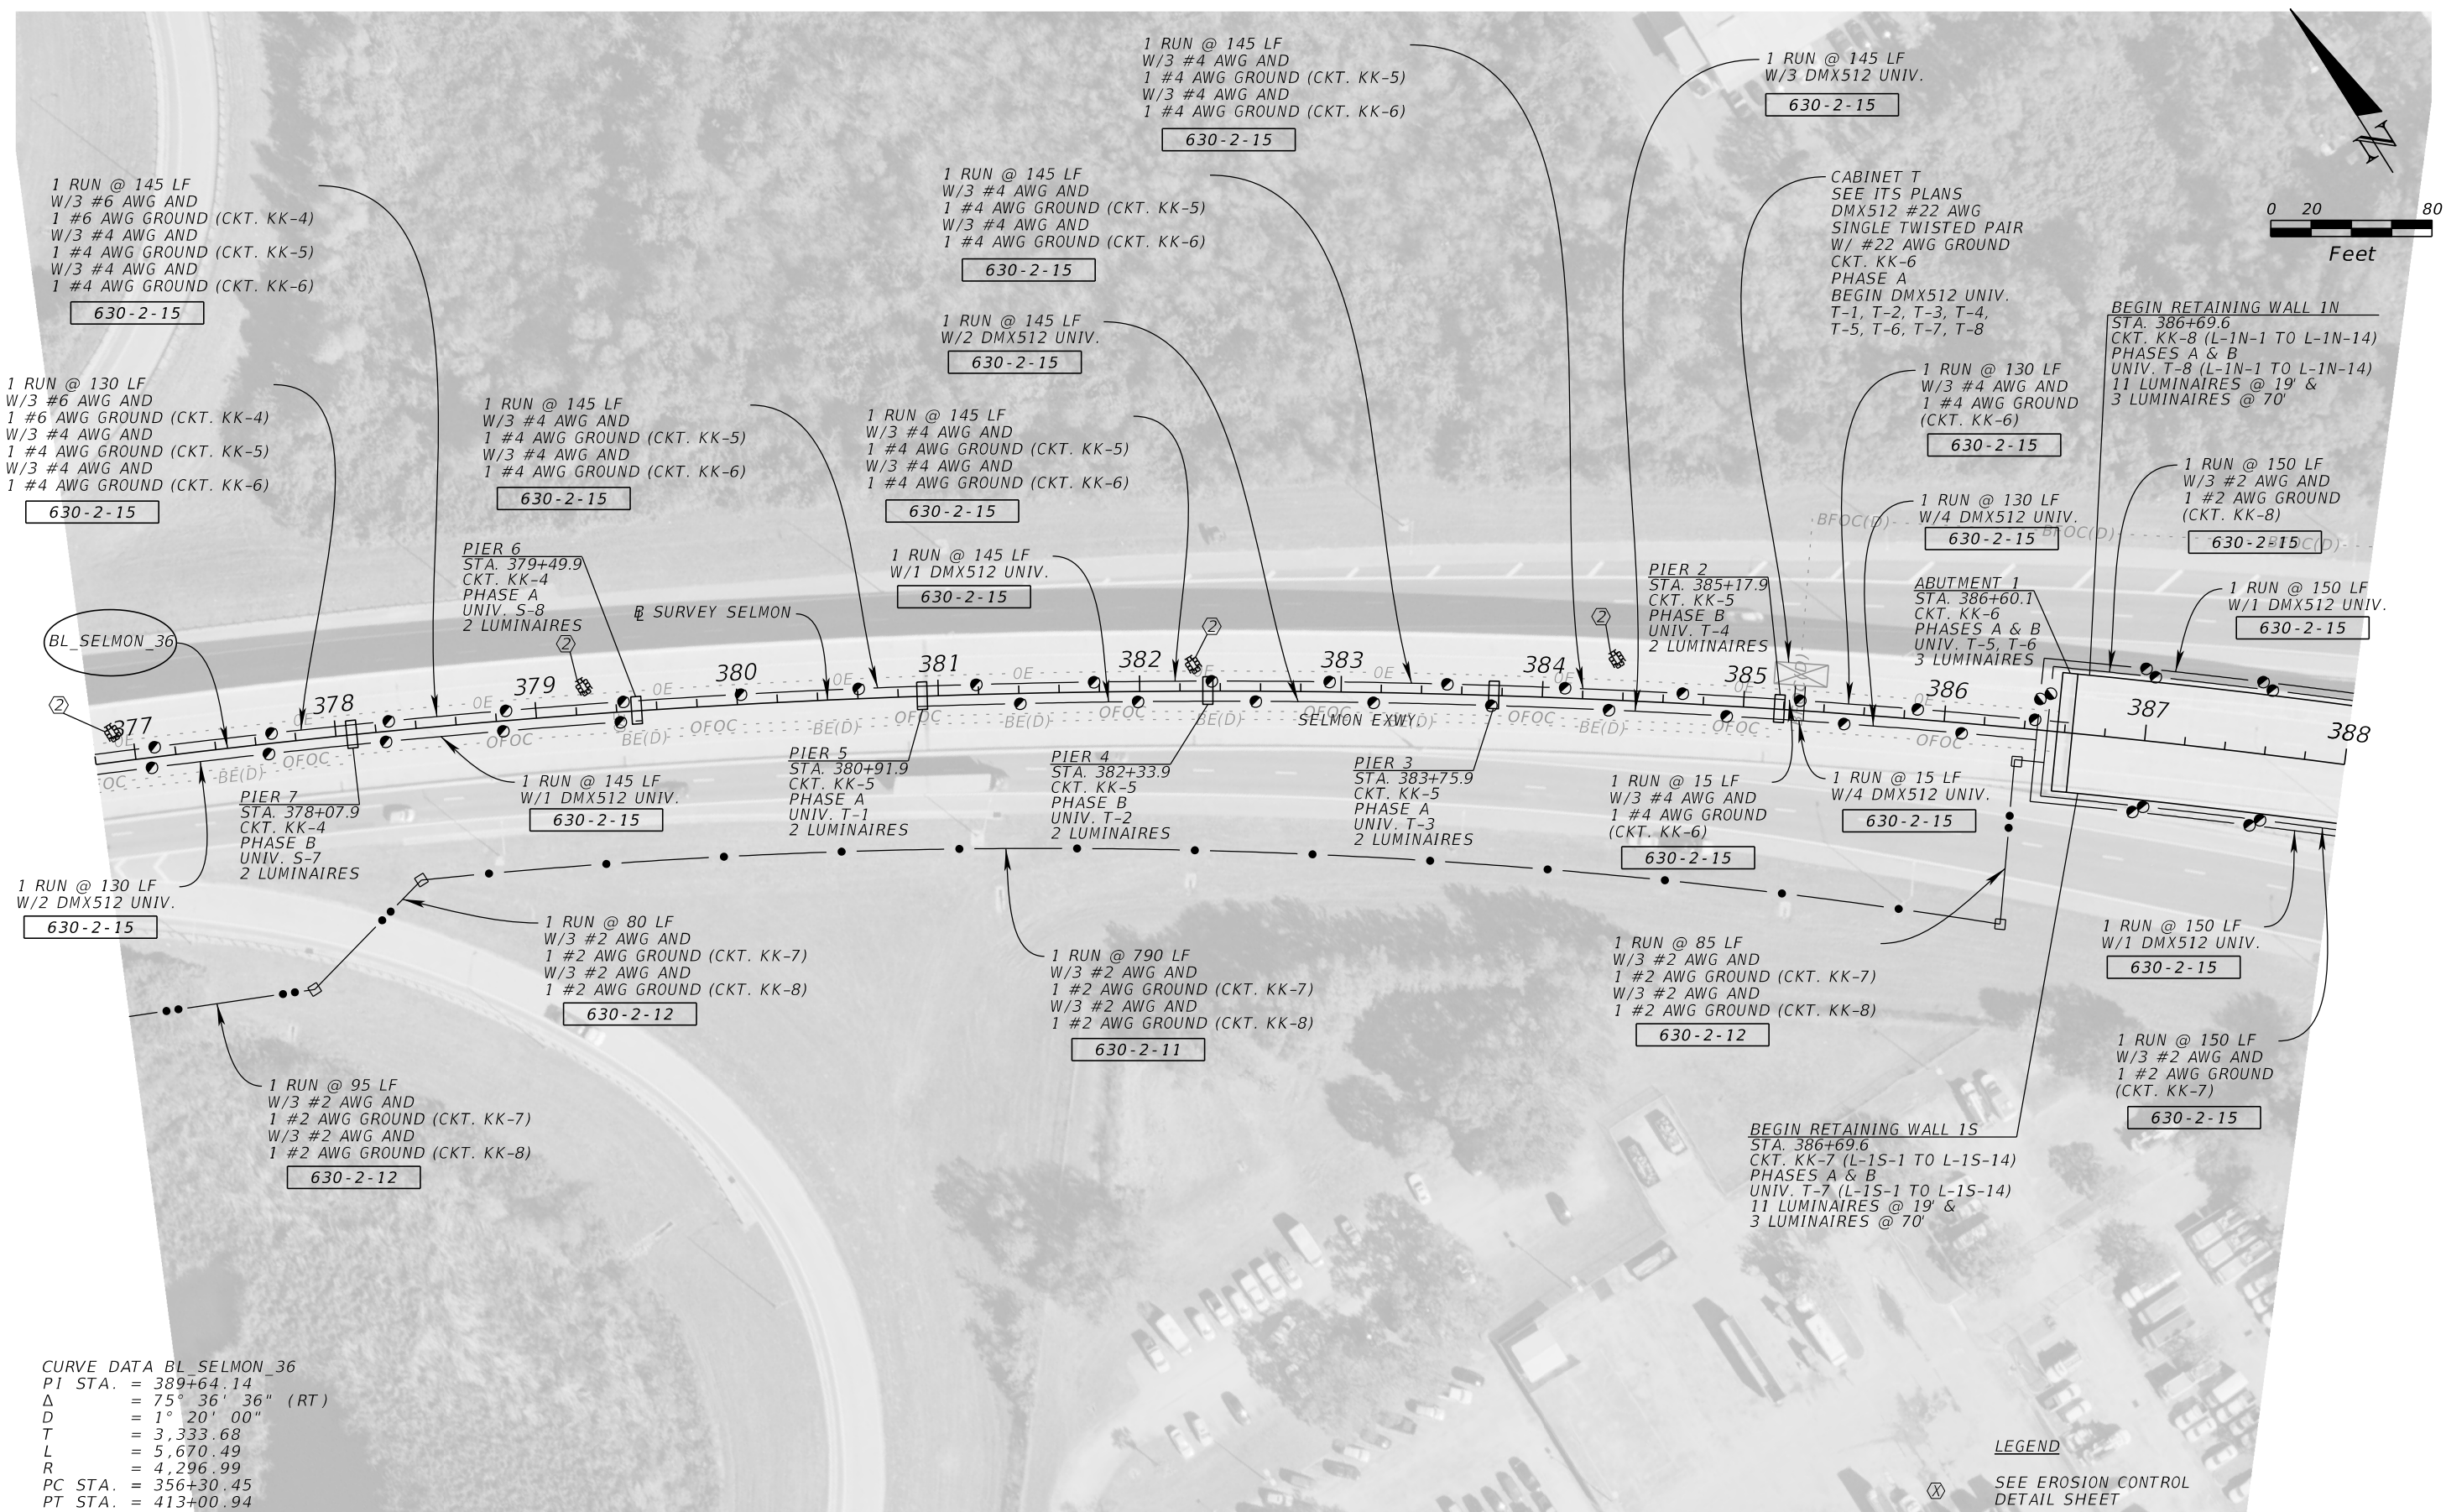 1 RUN @ 145 LF
W/3 #4 AWG AND
1 #4 AWG GROUND (CKT. KK-5)
W/3 #4 AWG AND
1 #4 AWG GROUND (CKT. KK-6)
630-2-15
1 RUN @ 145 LF
W/3 DMX512 UNIV.
630-2-15
N
0 20 80
Feet
1 RUN @ 145 LF
W/3 #6 AWG AND
1 #6 AWG GROUND (CKT. KK-4)
W/3 #4 AWG AND
1 #4 AWG GROUND (CKT. KK-5)
W/3 #4 AWG AND
1 #4 AWG GROUND (CKT. KK-6)
630-2-15
1 RUN @ 145 LF
W/3 #4 AWG AND
1 #4 AWG GROUND (CKT. KK-5)
W/3 #4 AWG AND
1 #4 AWG GROUND (CKT. KK-6)
630-2-15
CABINET T
SEE ITS PLANS
DMX512 #22 AWG
SINGLE TWISTED PAIR
W/ #22 AWG GROUND
CKT. KK-6
PHASE A
BEGIN DMX512 UNIV.
T-1, T-2, T-3, T-4,
T-5, T-6, T-7, T-8
BEGIN RETAINING WALL 1N
STA. 386+69.6
CKT. KK-8 (L-1N-1 TO L-1N-14)
PHASES A & B
UNIV. T-8 (L-1N-1 TO L-1N-14)
11 LUMINAIRES @ 19' &
3 LUMINAIRES @ 70'
1 RUN @ 145 LF
W/2 DMX512 UNIV.
630-2-15
1 RUN @ 130 LF
W/3 #6 AWG AND
1 #6 AWG GROUND (CKT. KK-4)
W/3 #4 AWG AND
1 #4 AWG GROUND (CKT. KK-5)
W/3 #4 AWG AND
1 #4 AWG GROUND (CKT. KK-6)
630-2-15
1 RUN @ 145 LF
W/3 #4 AWG AND
1 #4 AWG GROUND (CKT. KK-5)
W/3 #4 AWG AND
1 #4 AWG GROUND (CKT. KK-6)
630-2-15
1 RUN @ 145 LF
W/3 #4 AWG AND
1 #4 AWG GROUND (CKT. KK-5)
W/3 #4 AWG AND
1 #4 AWG GROUND (CKT. KK-6)
630-2-15
1 RUN @ 130 LF
W/3 #4 AWG AND
1 #4 AWG GROUND
(CKT. KK-6)
630-2-15
1 RUN @ 150 LF
W/3 #2 AWG AND
1 #2 AWG GROUND
(CKT. KK-8)
630-2-15
1 RUN @ 130 LF
W/4 DMX512 UNIV.
630-2-15
BFOC(D) BFOC(D) BFOC(D)
PIER 6
STA. 379+49.9
CKT. KK-4
PHASE A
UNIV. S-8
2 LUMINAIRES
1 RUN @ 145 LF
W/1 DMX512 UNIV.
630-2-15
PIER 2
STA. 385+17.9
CKT. KK-5
PHASE B
UNIV. T-4
2 LUMINAIRES
ABUTMENT 1
STA. 386+60.1
CKT. KK-6
PHASES A & B
UNIV. T-5, T-6
3 LUMINAIRES
1 RUN @ 150 LF
W/1 DMX512 UNIV.
630-2-15
BL SURVEY SELMON
BL_SELMON_36
2 2 2 2
377 378 379 380 381 382 383 384 385 386 387 388
OE OE OE OE OE OE OE OE OE OE
SELMON EXWY.
OC BE(D) OFOC OFOC BE(D) OFOC BE(D) OFOC BE(D) OFOC BE(D) OFOC BE(D) OFOC OFOC
PIER 7
STA. 378+07.9
CKT. KK-4
PHASE B
UNIV. S-7
2 LUMINAIRES
1 RUN @ 145 LF
W/1 DMX512 UNIV.
630-2-15
PIER 5
STA. 380+91.9
CKT. KK-5
PHASE A
UNIV. T-1
2 LUMINAIRES
PIER 4
STA. 382+33.9
CKT. KK-5
PHASE B
UNIV. T-2
2 LUMINAIRES
PIER 3
STA. 383+75.9
CKT. KK-5
PHASE A
UNIV. T-3
2 LUMINAIRES
1 RUN @ 15 LF
W/3 #4 AWG AND
1 #4 AWG GROUND
(CKT. KK-6)
630-2-15
1 RUN @ 15 LF
W/4 DMX512 UNIV.
630-2-15
1 RUN @ 130 LF
W/2 DMX512 UNIV.
630-2-15
1 RUN @ 80 LF
W/3 #2 AWG AND
1 #2 AWG GROUND (CKT. KK-7)
W/3 #2 AWG AND
1 #2 AWG GROUND (CKT. KK-8)
630-2-12
1 RUN @ 790 LF
W/3 #2 AWG AND
1 #2 AWG GROUND (CKT. KK-7)
W/3 #2 AWG AND
1 #2 AWG GROUND (CKT. KK-8)
630-2-11
1 RUN @ 85 LF
W/3 #2 AWG AND
1 #2 AWG GROUND (CKT. KK-7)
W/3 #2 AWG AND
1 #2 AWG GROUND (CKT. KK-8)
630-2-12
1 RUN @ 150 LF
W/1 DMX512 UNIV.
630-2-15
1 RUN @ 150 LF
W/3 #2 AWG AND
1 #2 AWG GROUND
(CKT. KK-7)
630-2-15
1 RUN @ 95 LF
W/3 #2 AWG AND
1 #2 AWG GROUND (CKT. KK-7)
W/3 #2 AWG AND
1 #2 AWG GROUND (CKT. KK-8)
630-2-12
BEGIN RETAINING WALL 1S
STA. 386+69.6
CKT. KK-7 (L-1S-1 TO L-1S-14)
PHASES A & B
UNIV. T-7 (L-1S-1 TO L-1S-14)
11 LUMINAIRES @ 19' &
3 LUMINAIRES @ 70'
CURVE DATA BL_SELMON_36
PI STA. = 389+64.14
Δ = 75° 36' 36" (RT)
D = 1° 20' 00"
T = 3,333.68
L = 5,670.49
R = 4,296.99
PC STA. = 356+30.45
PT STA. = 413+00.94
LEGEND
X SEE EROSION CONTROL
DETAIL SHEET